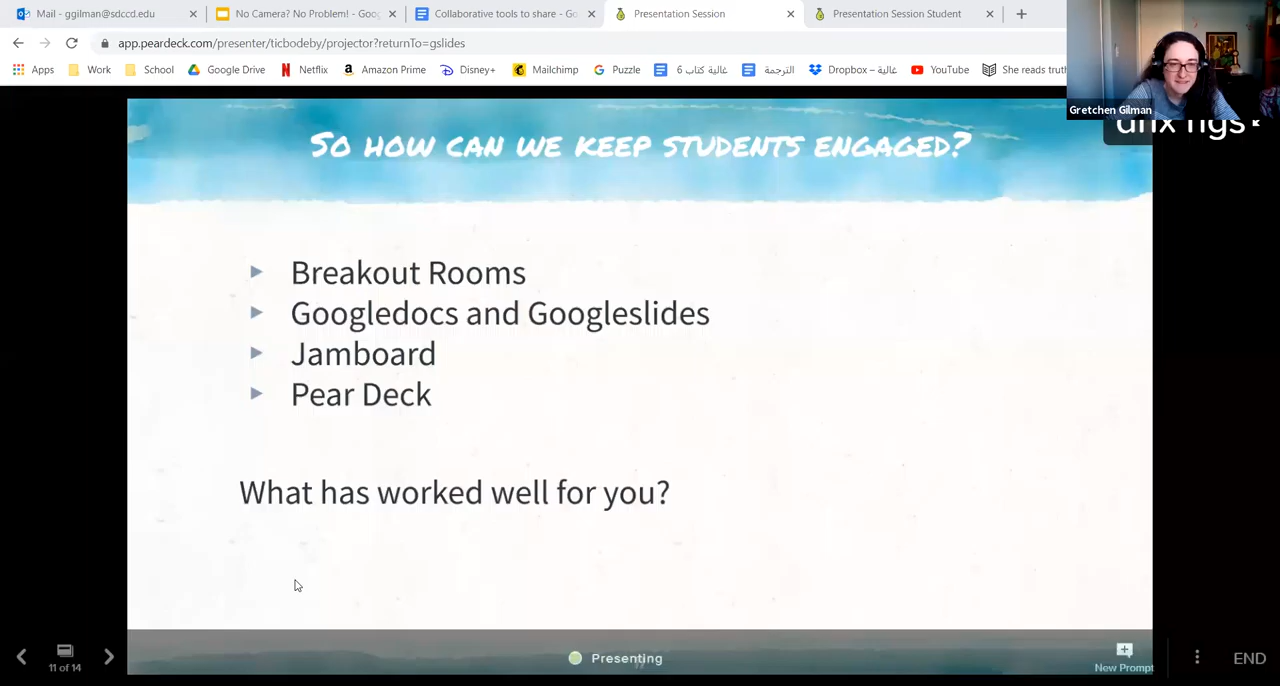 Mail - ggilman@sdccd.edu
No Camera? No Problem! - Goog
Collaborative tools to share - Go
Presentation Session
Presentation Session Student
app.peardeck.com/presenter/ticbodeby/projector?returnTo=gslides
Apps
Work
School
Google Drive
Netflix
Amazon Prime
Disney+
Mailchimp
Puzzle
غالية كتاب 6
الترجمة
Dropbox - غالية
YouTube
She reads truth
Gretchen Gilman
So how can we keep students engaged?
Breakout Rooms
Googledocs and Googleslides
Jamboard
Pear Deck
What has worked well for you?
11 of 14
Presenting
New Prompt
END